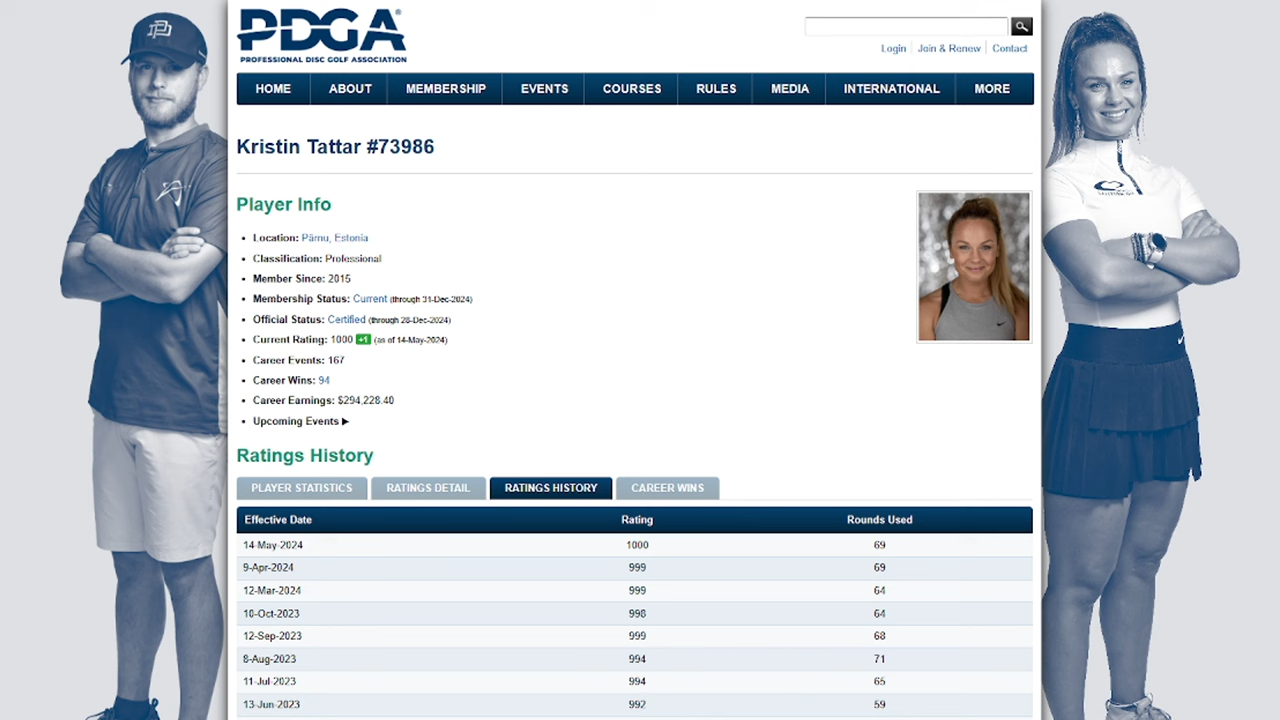 PDGA®
PROFESSIONAL DISC GOLF ASSOCIATION
Login Join & Renew Contact
HOME ABOUT MEMBERSHIP EVENTS COURSES RULES MEDIA INTERNATIONAL MORE
Kristin Tattar #73986
Player Info
Location: Pärnu, Estonia
Classification: Professional
Member Since: 2015
Membership Status: Current (through 31-Dec-2024)
Official Status: Certified (through 28-Dec-2024)
Current Rating: 1000 +1 (as of 14-May-2024)
Career Events: 167
Career Wins: 94
Career Earnings: $294,228.40
Upcoming Events ▶
Ratings History
PLAYER STATISTICS RATINGS DETAIL RATINGS HISTORY CAREER WINS
Effective Date Rating Rounds Used
14-May-2024 1000 69
9-Apr-2024 999 69
12-Mar-2024 999 64
10-Oct-2023 998 64
12-Sep-2023 999 68
8-Aug-2023 994 71
11-Jul-2023 994 65
13-Jun-2023 992 59